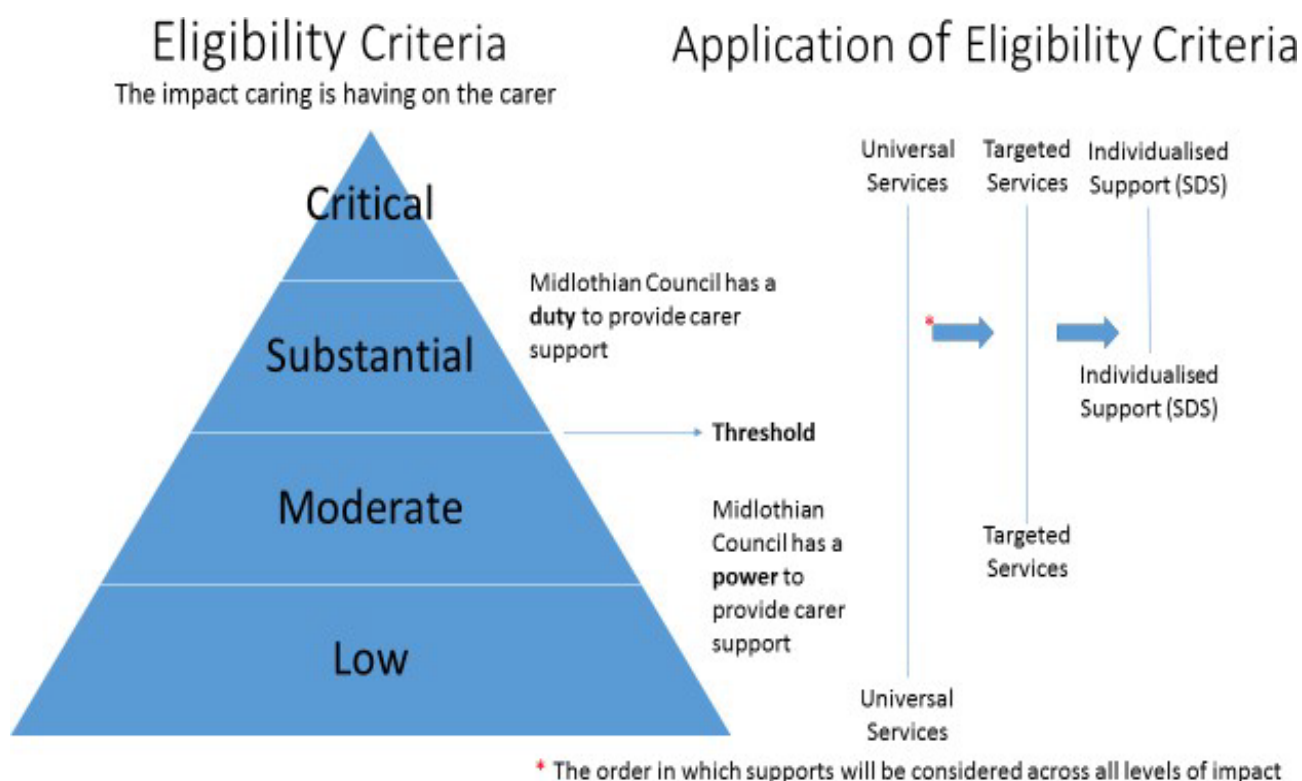 Eligibility Criteria
The impact caring is having on the carer
Critical
Substantial
Moderate
Low
Midlothian Council has a
duty to provide carer
support
Threshold
Midlothian
Council has a
power to
provide carer
support
Application of Eligibility Criteria
Universal
Services
Targeted
Services
Individualised
Support (SDS)
*
Individualised
Support (SDS)
Targeted
Services
Universal
Services
* The order in which supports will be considered across all levels of impact